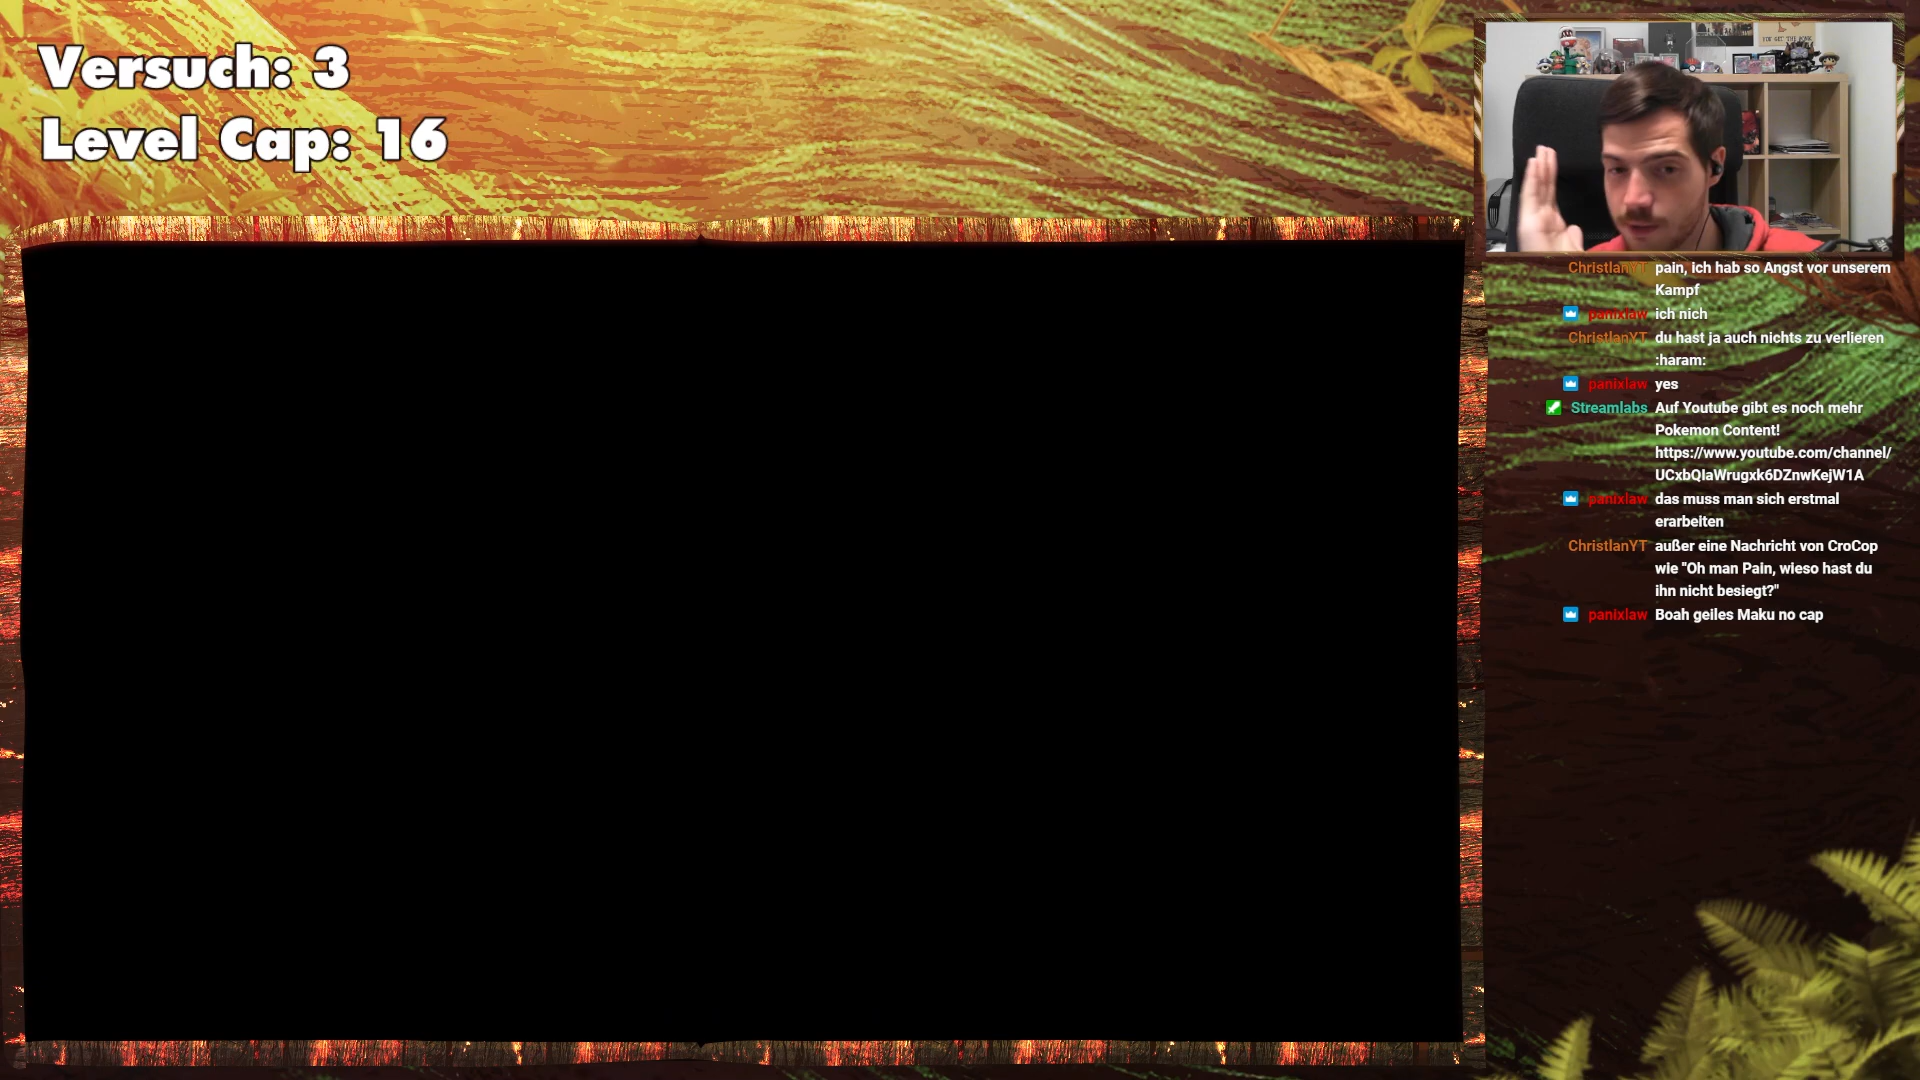 Versuch: 3
Level Cap: 16
ChristianYT pain, ich hab so Angst vor unserem
Kampf
panixlaw ich nich
ChristianYT du hast ja auch nichts zu verlieren
:haram:
panixlaw yes
Streamlabs Auf Youtube gibt es noch mehr
Pokemon Content!
https://www.youtube.com/channel/
UCxbQIaWrugxk6DZnwKejW1A
panixlaw das muss man sich erstmal
erarbeiten
ChristianYT außer eine Nachricht von CroCop
wie "Oh man Pain, wieso hast du
ihn nicht besiegt?"
panixlaw Boah geiles Maku no cap